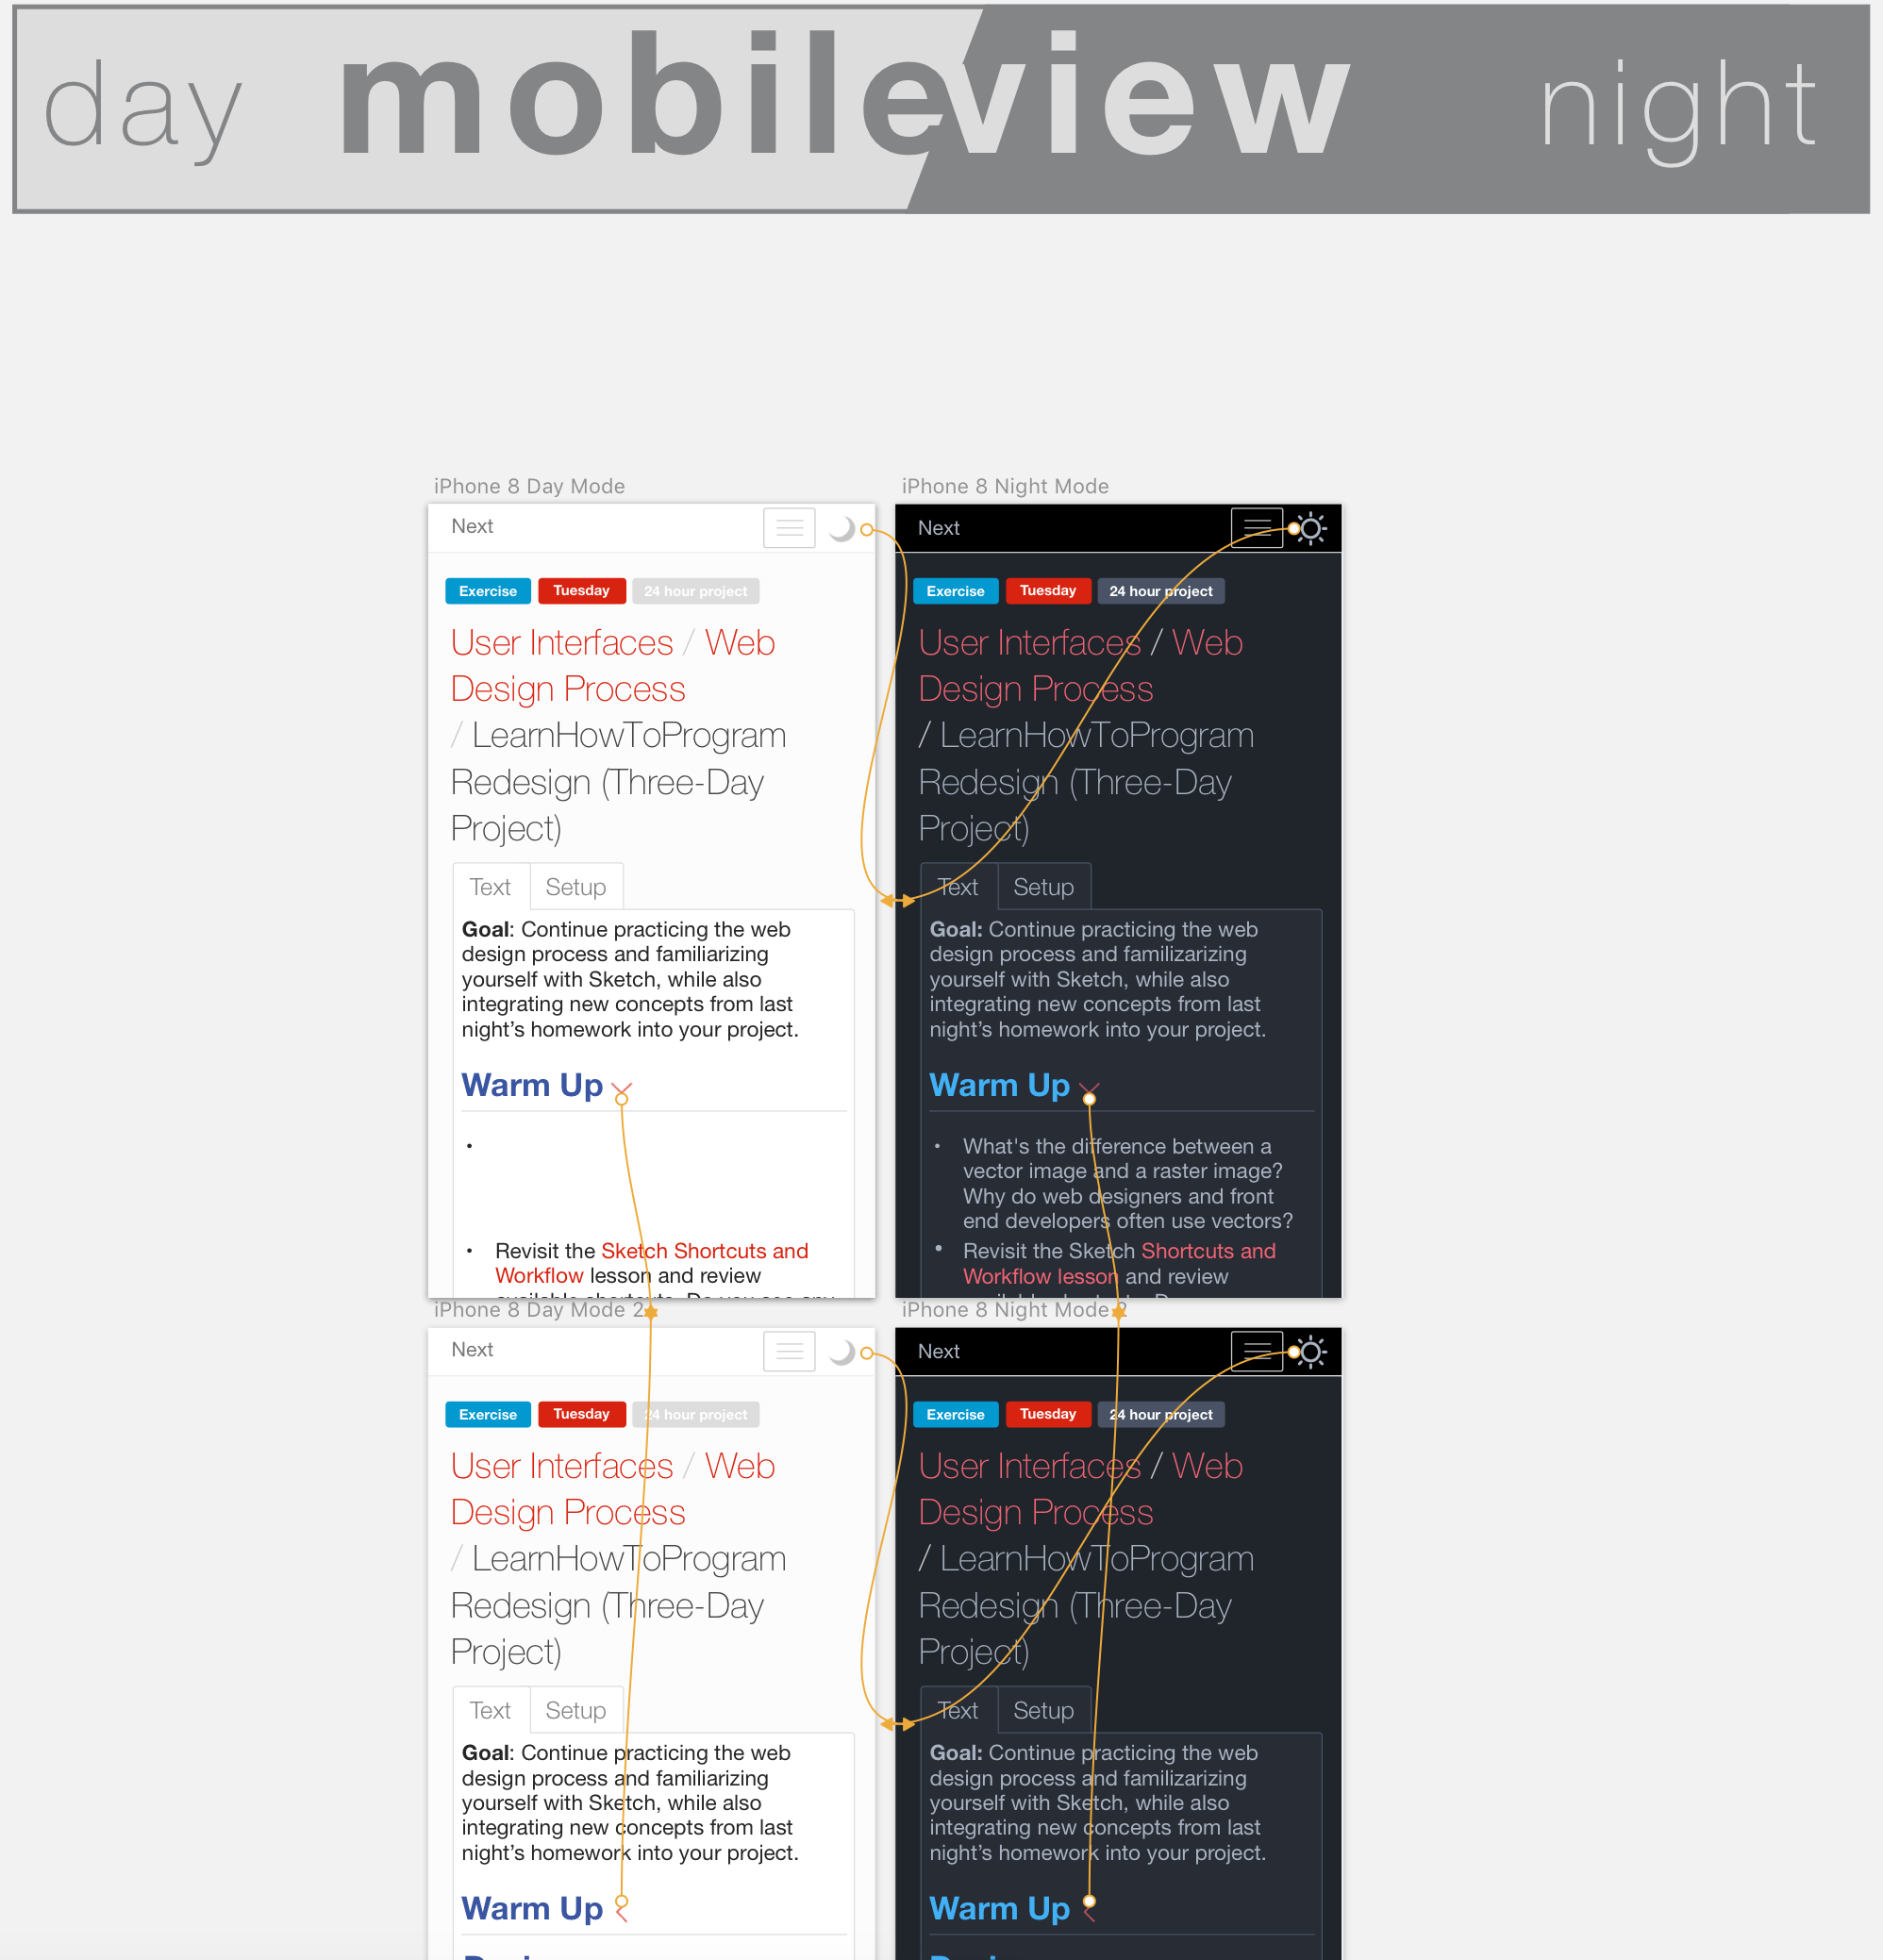 day mobileview night
iPhone 8 Day Mode
Next
Exercise Tuesday 24 hour project
User Interfaces / Web
Design Process
/ LearnHowToProgram
Redesign (Three-Day
Project)
Text Setup
Goal: Continue practicing the web
design process and familiarizing
yourself with Sketch, while also
integrating new concepts from last
night's homework into your project.
Warm Up
• 
• Revisit the Sketch Shortcuts and
Workflow lesson and review
available shortcuts. Do you see any
iPhone 8 Night Mode
Next
Exercise Tuesday 24 hour project
User Interfaces / Web
Design Process
/ LearnHowToProgram
Redesign (Three-Day
Project)
Text Setup
Goal: Continue practicing the web
design process and familizarizing
yourself with Sketch, while also
integrating new concepts from last
night's homework into your project.
Warm Up
• What's the difference between a
vector image and a raster image?
Why do web designers and front
end developers often use vectors?
• Revisit the Sketch Shortcuts and
Workflow lesson and review
iPhone 8 Day Mode 2
Next
Exercise Tuesday 24 hour project
User Interfaces / Web
Design Process
/ LearnHowToProgram
Redesign (Three-Day
Project)
Text Setup
Goal: Continue practicing the web
design process and familiarizing
yourself with Sketch, while also
integrating new concepts from last
night's homework into your project.
Warm Up
iPhone 8 Night Mode 2
Next
Exercise Tuesday 24 hour project
User Interfaces / Web
Design Process
/ LearnHowToProgram
Redesign (Three-Day
Project)
Text Setup
Goal: Continue practicing the web
design process and familizarizing
yourself with Sketch, while also
integrating new concepts from last
night's homework into your project.
Warm Up